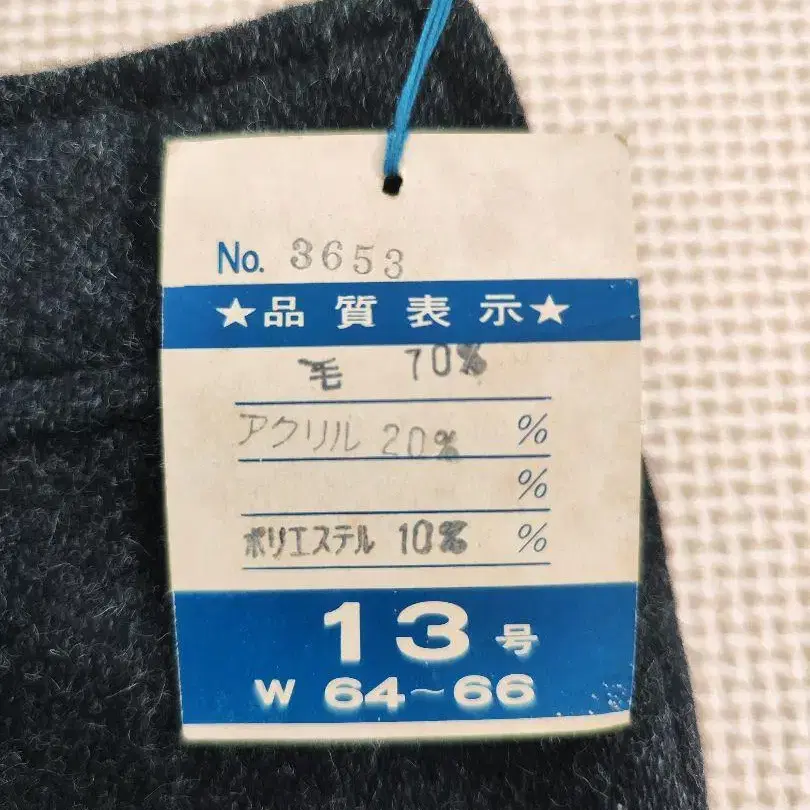 No. 3653
★品質表示★
毛 70%
アクリル 20% %
%
ポリエステル 10% %
13号
W 64~66